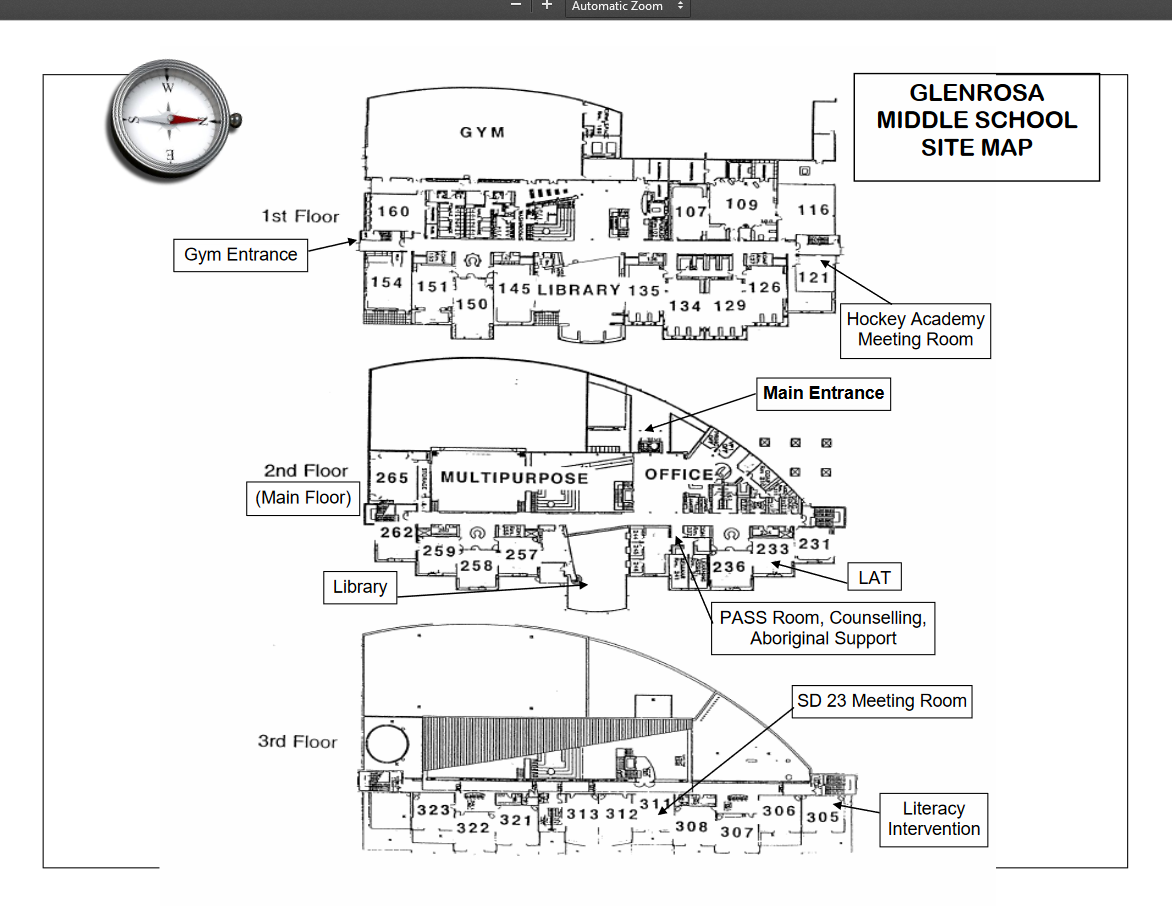 Automatic Zoom
GLENROSA
MIDDLE SCHOOL
SITE MAP
W
N
S
E
GYM
1st Floor
160
107
109
116
Gym Entrance
154
151
150
145
LIBRARY
135
134
129
126
121
Hockey Academy
Meeting Room
Main Entrance
2nd Floor
(Main Floor)
265
STORAGE
MULTIPURPOSE
OFFICE
262
259
258
257
236
233
231
Library
LAT
PASS Room, Counselling,
Aboriginal Support
SD 23 Meeting Room
3rd Floor
323
322
321
313
312
311
308
307
306
305
Literacy
Intervention